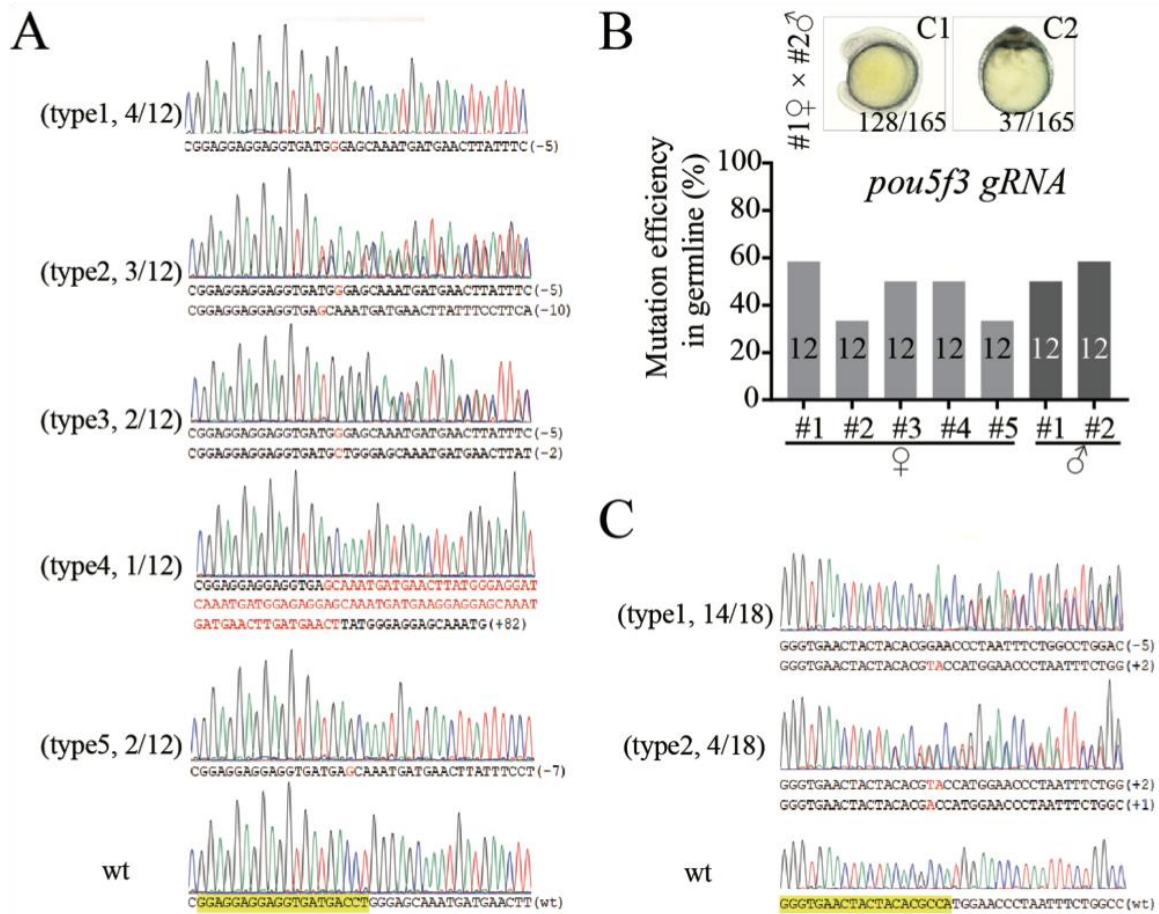 A
(type1, 4/12)
CGGAGGAGGAGGTGATGGGAGCAAATGATGAACTTATTTC(-5)
(type2, 3/12)
CGGAGGAGGAGGTGATGGGAGCAAATGATGAACTTATTTC(-5)
CGGAGGAGGAGGTGAGCAAATGATGAACTTATTTCCTTCA(-10)
(type3, 2/12)
CGGAGGAGGAGGTGATGGGAGCAAATGATGAACTTATTTC(-5)
CGGAGGAGGAGGTGATGCTGGGAGCAAATGATGAACTTAT(-2)
(type4, 1/12)
CGGAGGAGGAGGTGAGCAAATGATGAACTTATGGGAGGAT
CAAATGATGGAGAGGAGCAAATGATGAAGGAGGAGCAAAT
GATGAACTTGATGAACTTATGGGAGGAGCAAATG(+82)
(type5, 2/12)
CGGAGGAGGAGGTGATGAGCAAATGATGAACTTATTTCCT(-7)
wt
CGGAGGAGGAGGTGATGACCTGGGAGCAAATGATGAACTT(wt)
B
#1♀ × #2♂
C1
128/165
C2
37/165
Mutation efficiency
in germline (%)
pou5f3 gRNA
100
80
60
40
20
0
12 12 12 12 12 12 12
#1 #2 #3 #4 #5 #1 #2
♀ ♂
C
(type1, 14/18)
GGGTGAACTACTACACGGAACCCTAATTTCTGGCCTGGAC(-5)
GGGTGAACTACTACACGTACCATGGAACCCTAATTTCTGG(+2)
(type2, 4/18)
GGGTGAACTACTACACGTACCATGGAACCCTAATTTCTGG(+2)
GGGTGAACTACTACACGACCATGGAACCCTAATTTCTGGC(+1)
wt
GGGTGAACTACTACACGCCATGGAACCCTAATTTCTGGCC(wt)